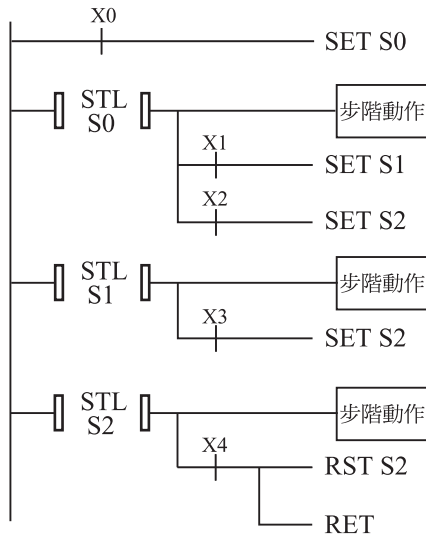 X0
SET S0
STL
S0
步階動作
X1
SET S1
X2
SET S2
STL
S1
步階動作
X3
SET S2
STL
S2
步階動作
X4
RST S2
RET